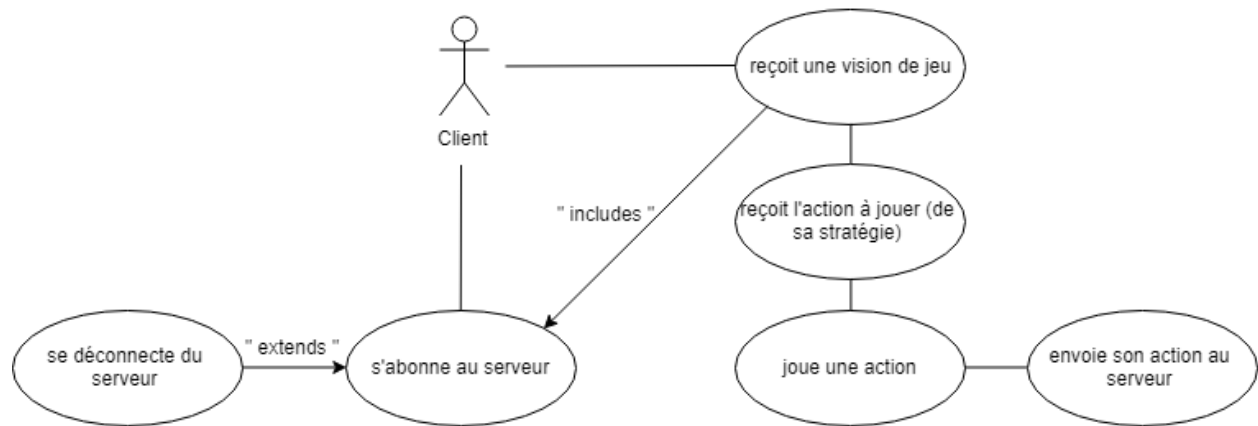 reçoit une vision de jeu
Client
" includes "
reçoit l'action à jouer (de
sa stratégie)
se déconnecte du
serveur
" extends "
s'abonne au serveur
joue une action
envoie son action au
serveur